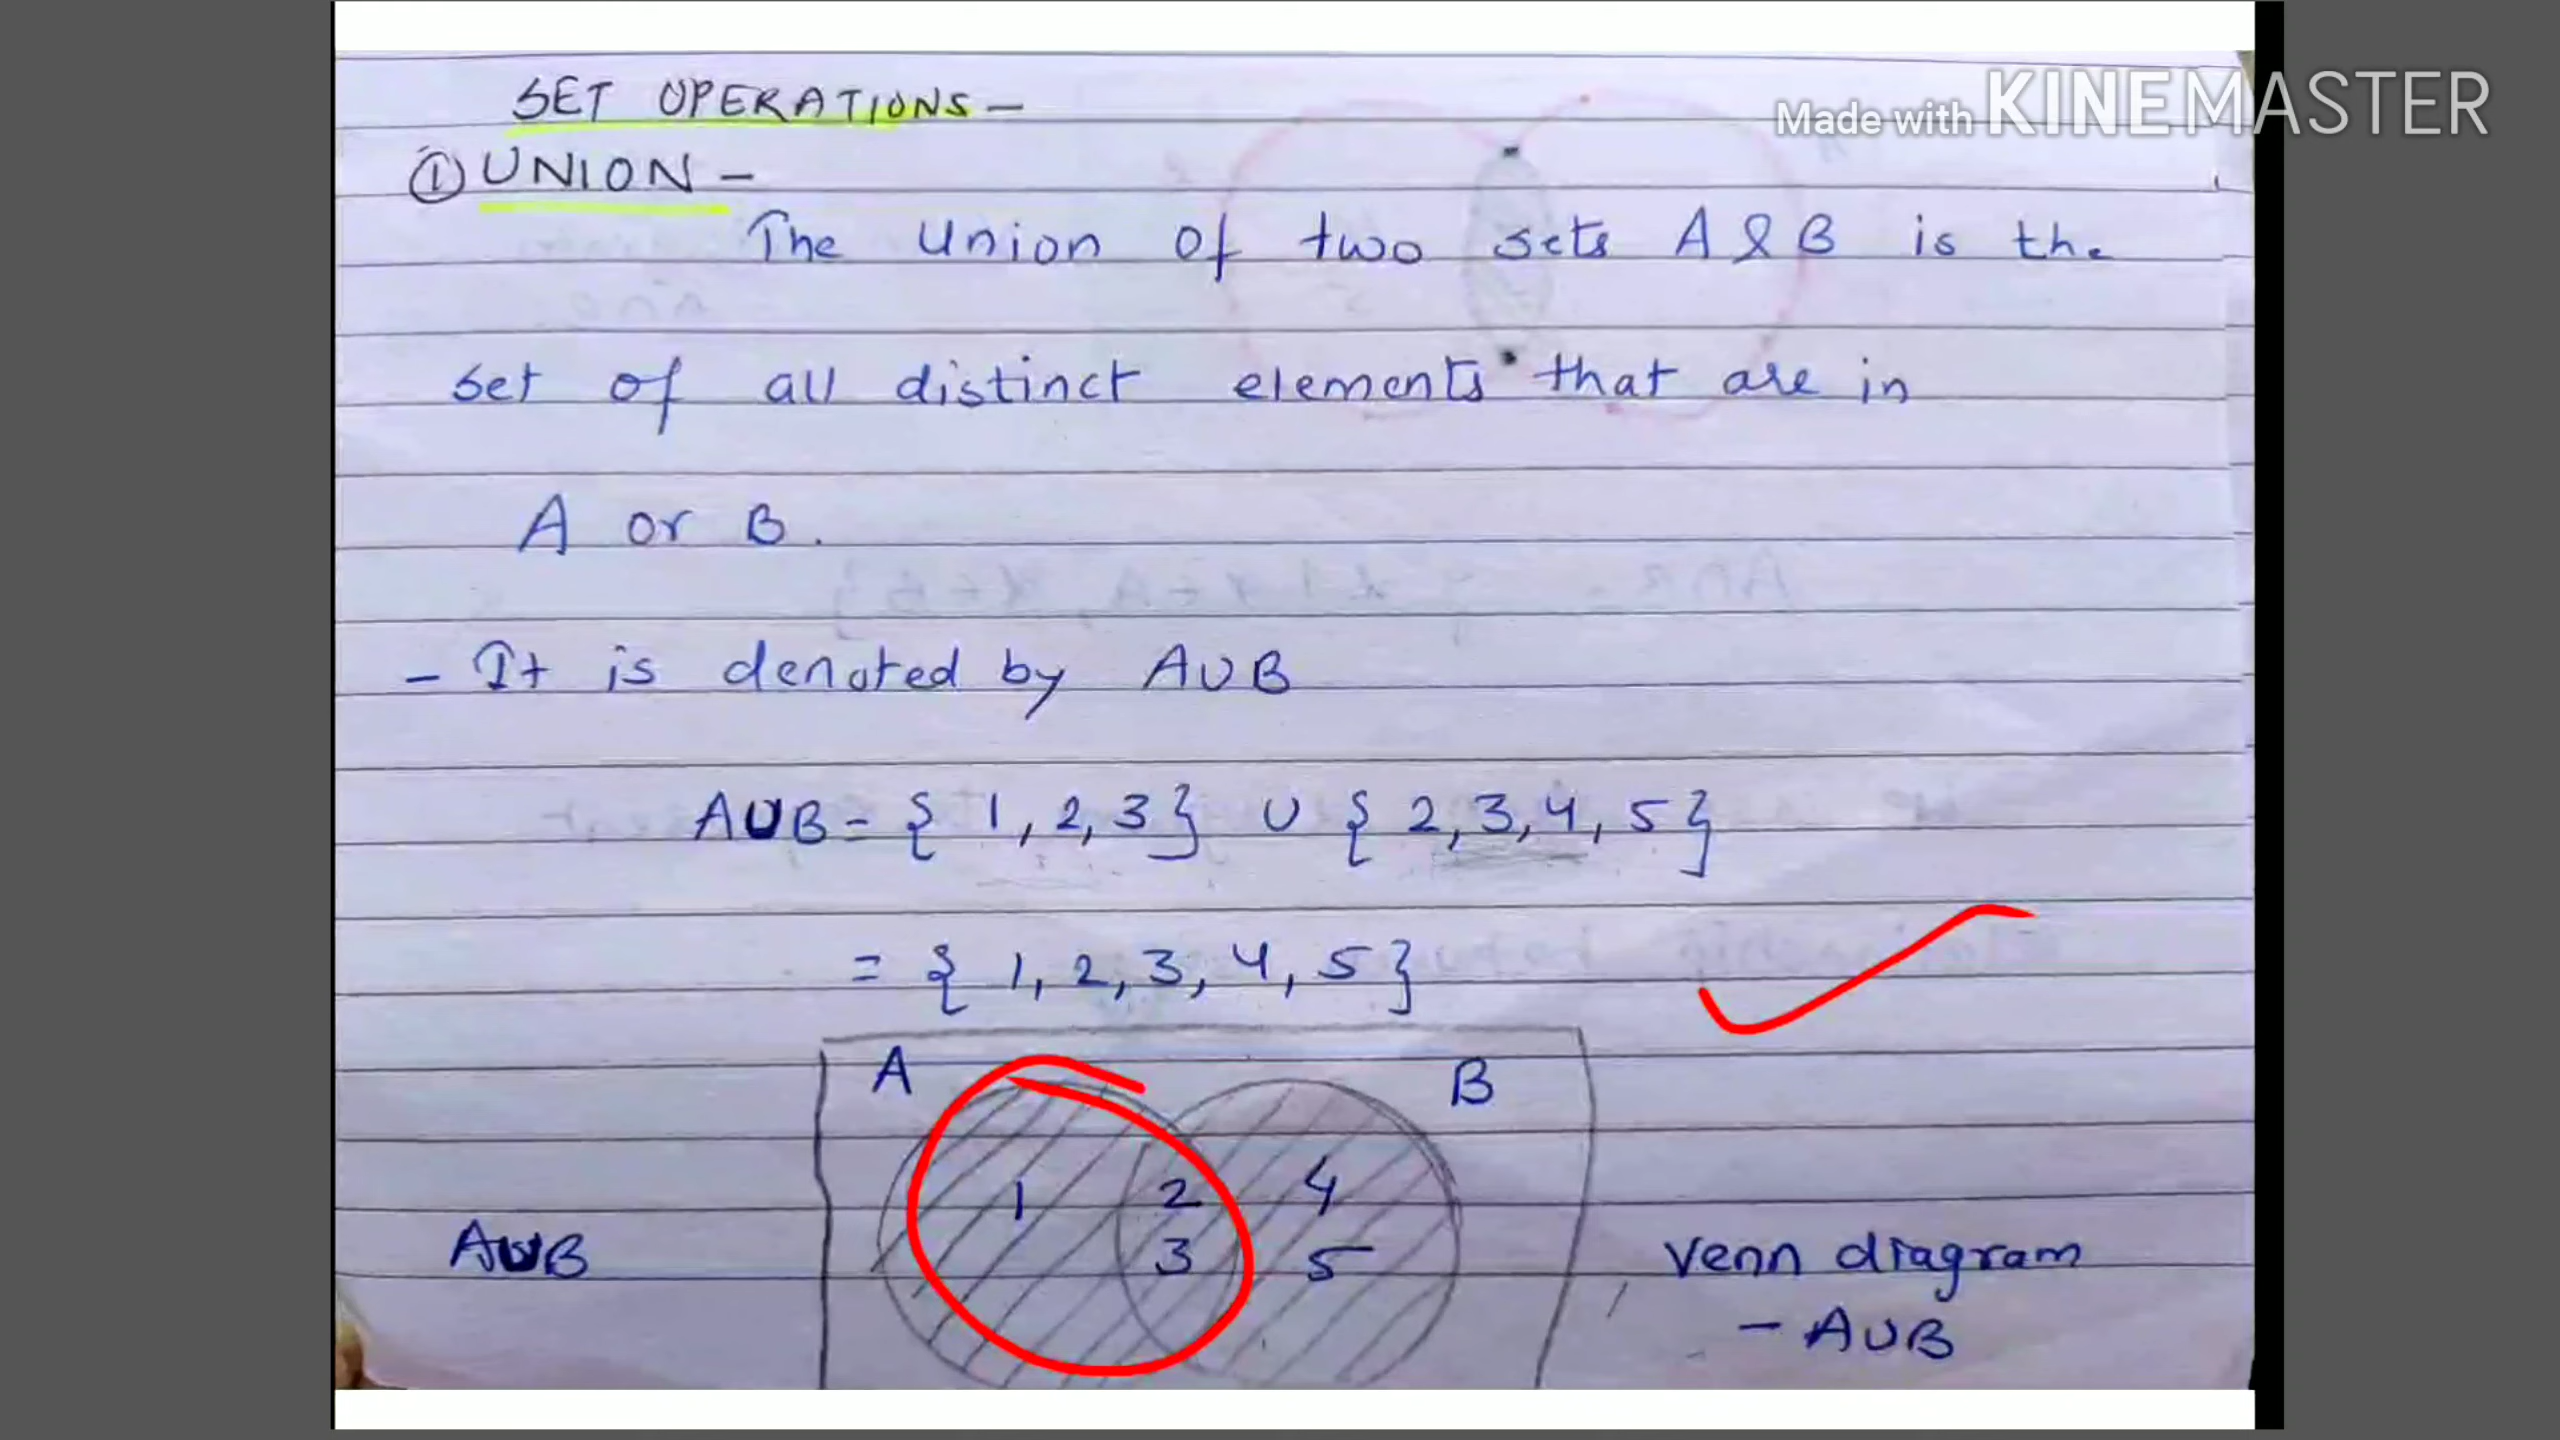 SET OPERATIONS -
Made with KINEMASTER
① UNION -
The Union of two sets A & B is the
set of all distinct elements that are in
A or B.
- It is denoted by A∪B
A∪B = { 1, 2, 3 } ∪ { 2, 3, 4, 5 }
= { 1, 2, 3, 4, 5 }
A B
1 2 4
3 5
A∪B
Venn diagram
- A∪B